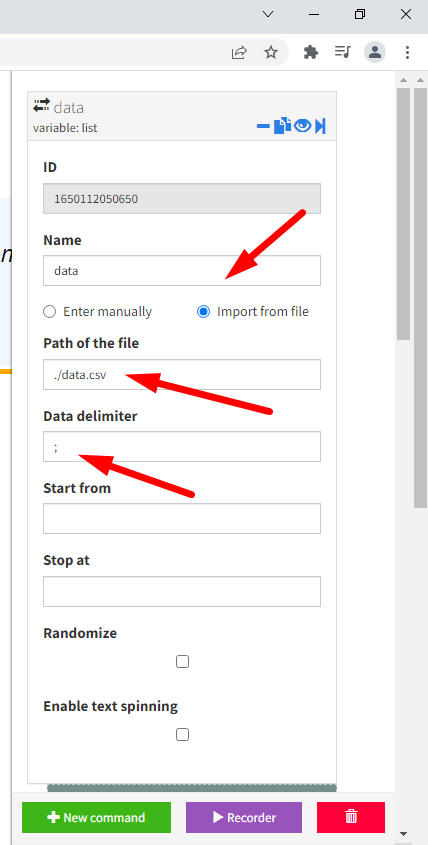 data
variable: list
ID
1650112050650
Name
data
Enter manually
Import from file
Path of the file
./data.csv
Data delimiter
;
Start from
Stop at
Randomize
Enable text spinning
New command
Recorder